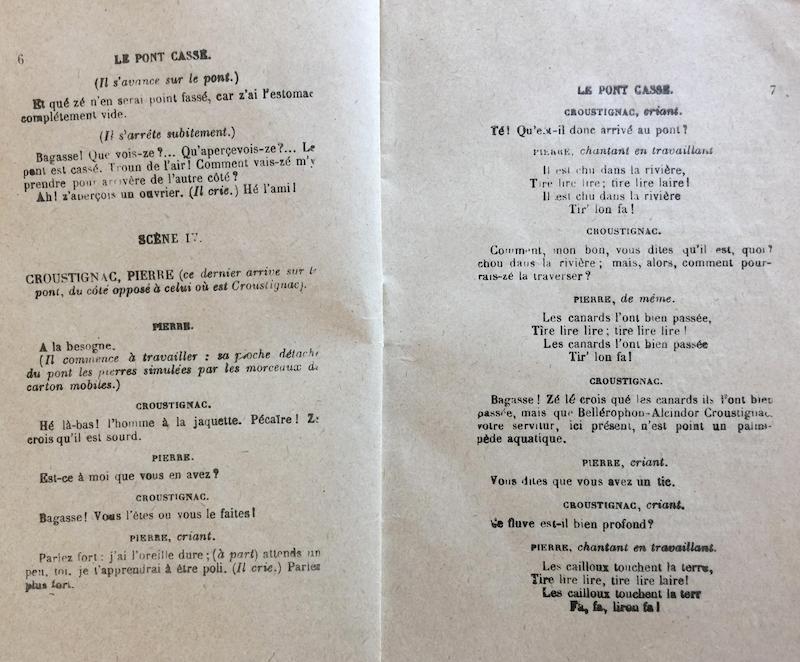 6
LE PONT CASSÉ.
(Il s'avance sur le pont.)
Et qué zé n'en serai point fassé, car z'ai l'estomac
complétement vide.
(Il s'arrête subitement.)
Bagasse! Que vois-ze?... Qu'aperçevois-ze?... Le
pont est cassé. Troun de l'air! Comment vais-zé m'y
prendre pour arrovère de l'autre côté?
Ah! z'aperçois un ouvrier. (Il crie.) Hé l'ami!
SCÈNE IV.
CROUSTIGNAC, PIERRE (ce dernier arrive sur le
pont, du côté opposé à celui où est Croustignac).
PIERRE.
A la besogne.
(Il commence à travailler : sa pioche détache
du pont les pierres simulées par les morceaux de
carton mobiles.)
CROUSTIGNAC.
Hé là-bas! l'homme à la jaquette. Pécaïre! Ze
crois qu'il est sourd.
PIERRE.
Est-ce à moi que vous en avez?
CROUSTIGNAC.
Bagasse! Vous l'êtes ou vous le faites!
PIERRE, criant.
Parlez fort: j'ai l'oreille dure; (à part) attends un
peu, toi, je t'apprendrai à être poli. (Il crie.) Parlez
plus fort.
LE PONT CASSÉ.
7
CROUSTIGNAC, criant.
Té! Qu'est-il donc arrivé au pont?
PIERRE, chantant en travaillant
Il est chu dans la rivière,
Tire lire lire; tire lire laire!
Il est chu dans la rivière
Tir' lon fa!
CROUSTIGNAC.
Comment, mon bon, vous dites qu'il est, quoi?
chou dans la rivière; mais, alors, comment pour-
rais-zé la traverser?
PIERRE, de même.
Les canards l'ont bien passée,
Tire lire lire; tire lire lire!
Les canards l'ont bien passée
Tir' lon fa!
CROUSTIGNAC.
Bagasse! Zé lé crois qué les canards ils l'ont bien
passée, mais que Bellérophon-Alcindor Croustignac,
votre servitur, ici présent, n'est point un palmi-
pède aquatique.
PIERRE, criant.
Vous dites que vous avez un tic.
CROUSTIGNAC, criant.
Ce fluve est-il bien profond?
PIERRE, chantant en travaillant.
Les cailloux touchent la terre,
Tire lire lire, tire lire laire!
Les cailloux touchent la terr
Fa, fa, liron fa!